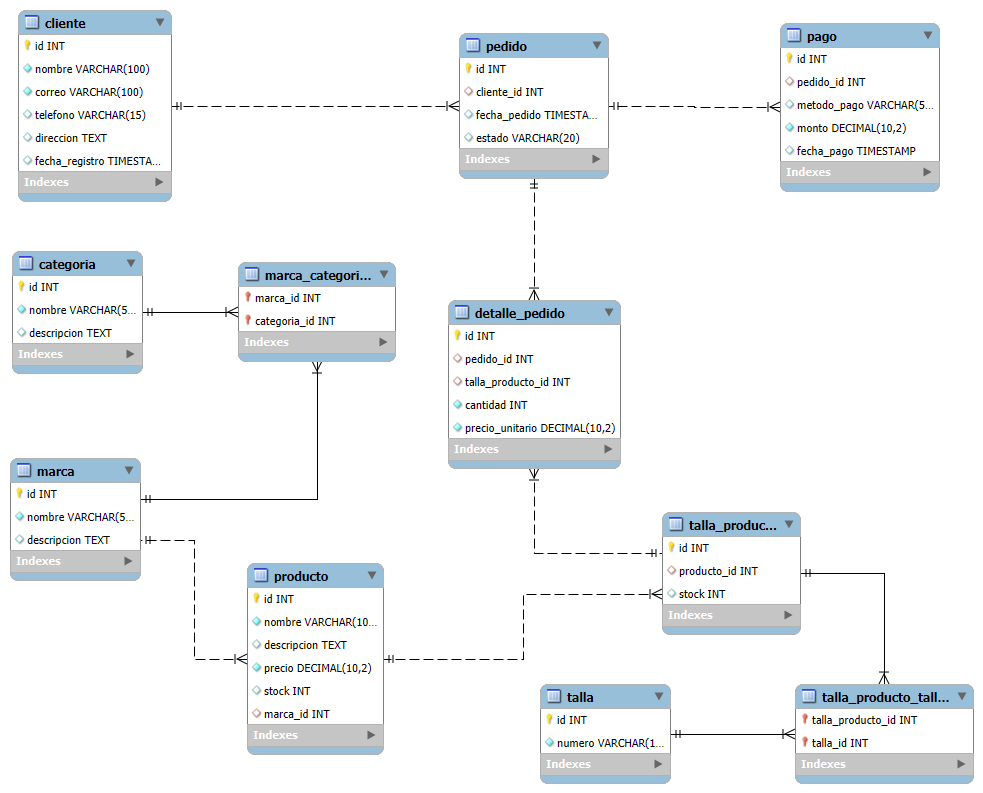 cliente
id INT
nombre VARCHAR(100)
correo VARCHAR(100)
telefono VARCHAR(15)
direccion TEXT
fecha_registro TIMESTA...
Indexes
pedido
id INT
cliente_id INT
fecha_pedido TIMESTA...
estado VARCHAR(20)
Indexes
pago
id INT
pedido_id INT
metodo_pago VARCHAR(5...
monto DECIMAL(10,2)
fecha_pago TIMESTAMP
Indexes
categoria
id INT
nombre VARCHAR(5...
descripcion TEXT
Indexes
marca_categori...
marca_id INT
categoria_id INT
Indexes
detalle_pedido
id INT
pedido_id INT
talla_producto_id INT
cantidad INT
precio_unitario DECIMAL(10,2)
Indexes
marca
id INT
nombre VARCHAR(5...
descripcion TEXT
Indexes
producto
id INT
nombre VARCHAR(10...
descripcion TEXT
precio DECIMAL(10,2)
stock INT
marca_id INT
Indexes
talla_produc...
id INT
producto_id INT
stock INT
Indexes
talla
id INT
numero VARCHAR(1...
Indexes
talla_producto_tall...
talla_producto_id INT
talla_id INT
Indexes